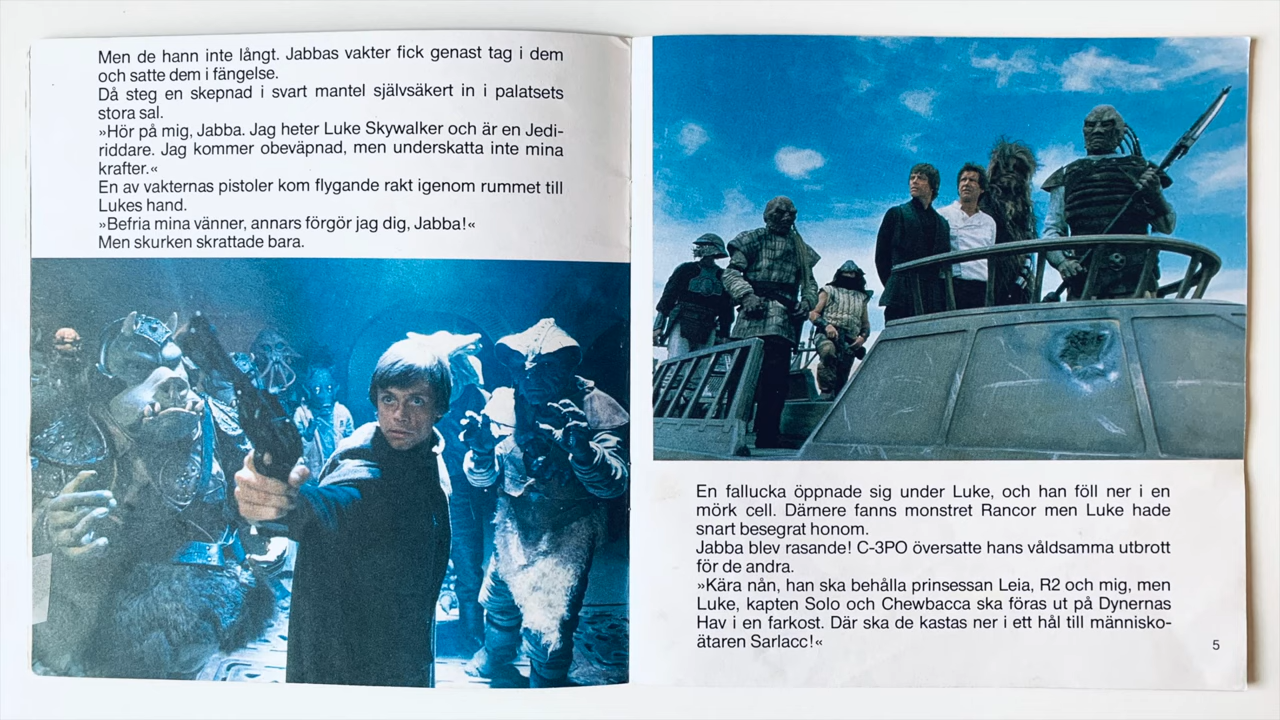 Men de hann inte långt. Jabbas vakter fick genast tag i dem
och satte dem i fängelse.
Då steg en skepnad i svart mantel självsäkert in i palatsets
stora sal.
»Hör på mig, Jabba. Jag heter Luke Skywalker och är en Jedi-
riddare. Jag kommer obeväpnad, men underskatta inte mina
krafter.«
En av vakternas pistoler kom flygande rakt igenom rummet till
Lukes hand.
»Befria mina vänner, annars förgör jag dig, Jabba!«
Men skurken skrattade bara.
En fallucka öppnade sig under Luke, och han föll ner i en
mörk cell. Därnere fanns monstret Rancor men Luke hade
snart besegrat honom.
Jabba blev rasande! C-3PO översatte hans våldsamma utbrott
för de andra.
»Kära nån, han ska behålla prinsessan Leia, R2 och mig, men
Luke, kapten Solo och Chewbacca ska föras ut på Dynernas
Hav i en farkost. Där ska de kastas ner i ett hål till människo-
ätaren Sarlacc!«
5